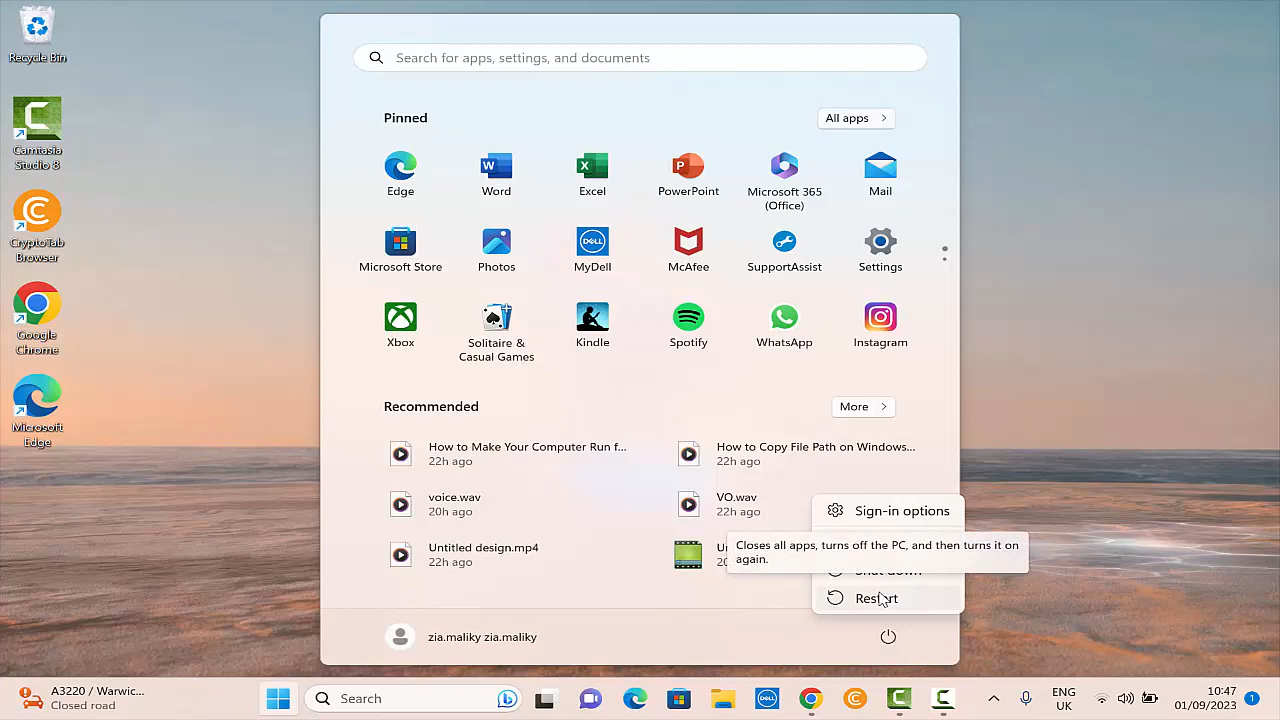 Recycle Bin
Camtasia
Studio 8
CryptoTab
Browser
Google
Chrome
Microsoft
Edge
Search for apps, settings, and documents
Pinned
All apps
Edge
Word
Excel
PowerPoint
Microsoft 365
(Office)
Mail
Microsoft Store
Photos
DELL
MyDell
McAfee
SupportAssist
Settings
Xbox
Solitaire &
Casual Games
Kindle
Spotify
WhatsApp
Instagram
Recommended
More
How to Make Your Computer Run f...
22h ago
How to Copy File Path on Windows...
22h ago
voice.wav
20h ago
VO.wav
22h ago
Untitled design.mp4
22h ago
Sign-in options
Closes all apps, turns off the PC, and then turns it on
again.
Shut down
Restart
zia.maliky zia.maliky
A3220 / Warwic...
Closed road
Search
DELL
ENG
UK
10:47
01/09/2023
1